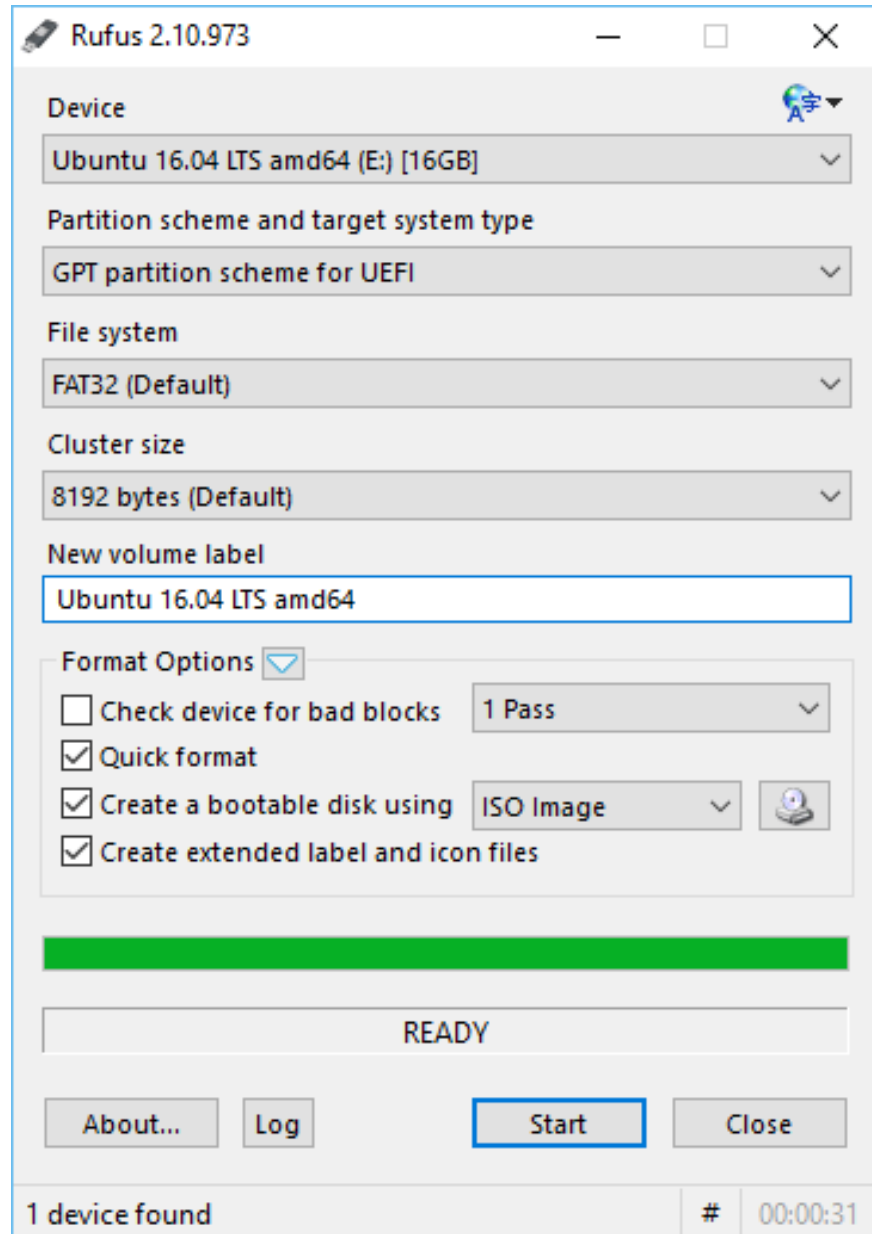 Rufus 2.10.973
Device
A字
Ubuntu 16.04 LTS amd64 (E:) [16GB]
Partition scheme and target system type
GPT partition scheme for UEFI
File system
FAT32 (Default)
Cluster size
8192 bytes (Default)
New volume label
Ubuntu 16.04 LTS amd64
Format Options
Check device for bad blocks 1 Pass
Quick format
Create a bootable disk using ISO Image
Create extended label and icon files
READY
About... Log Start Close
1 device found # 00:00:31